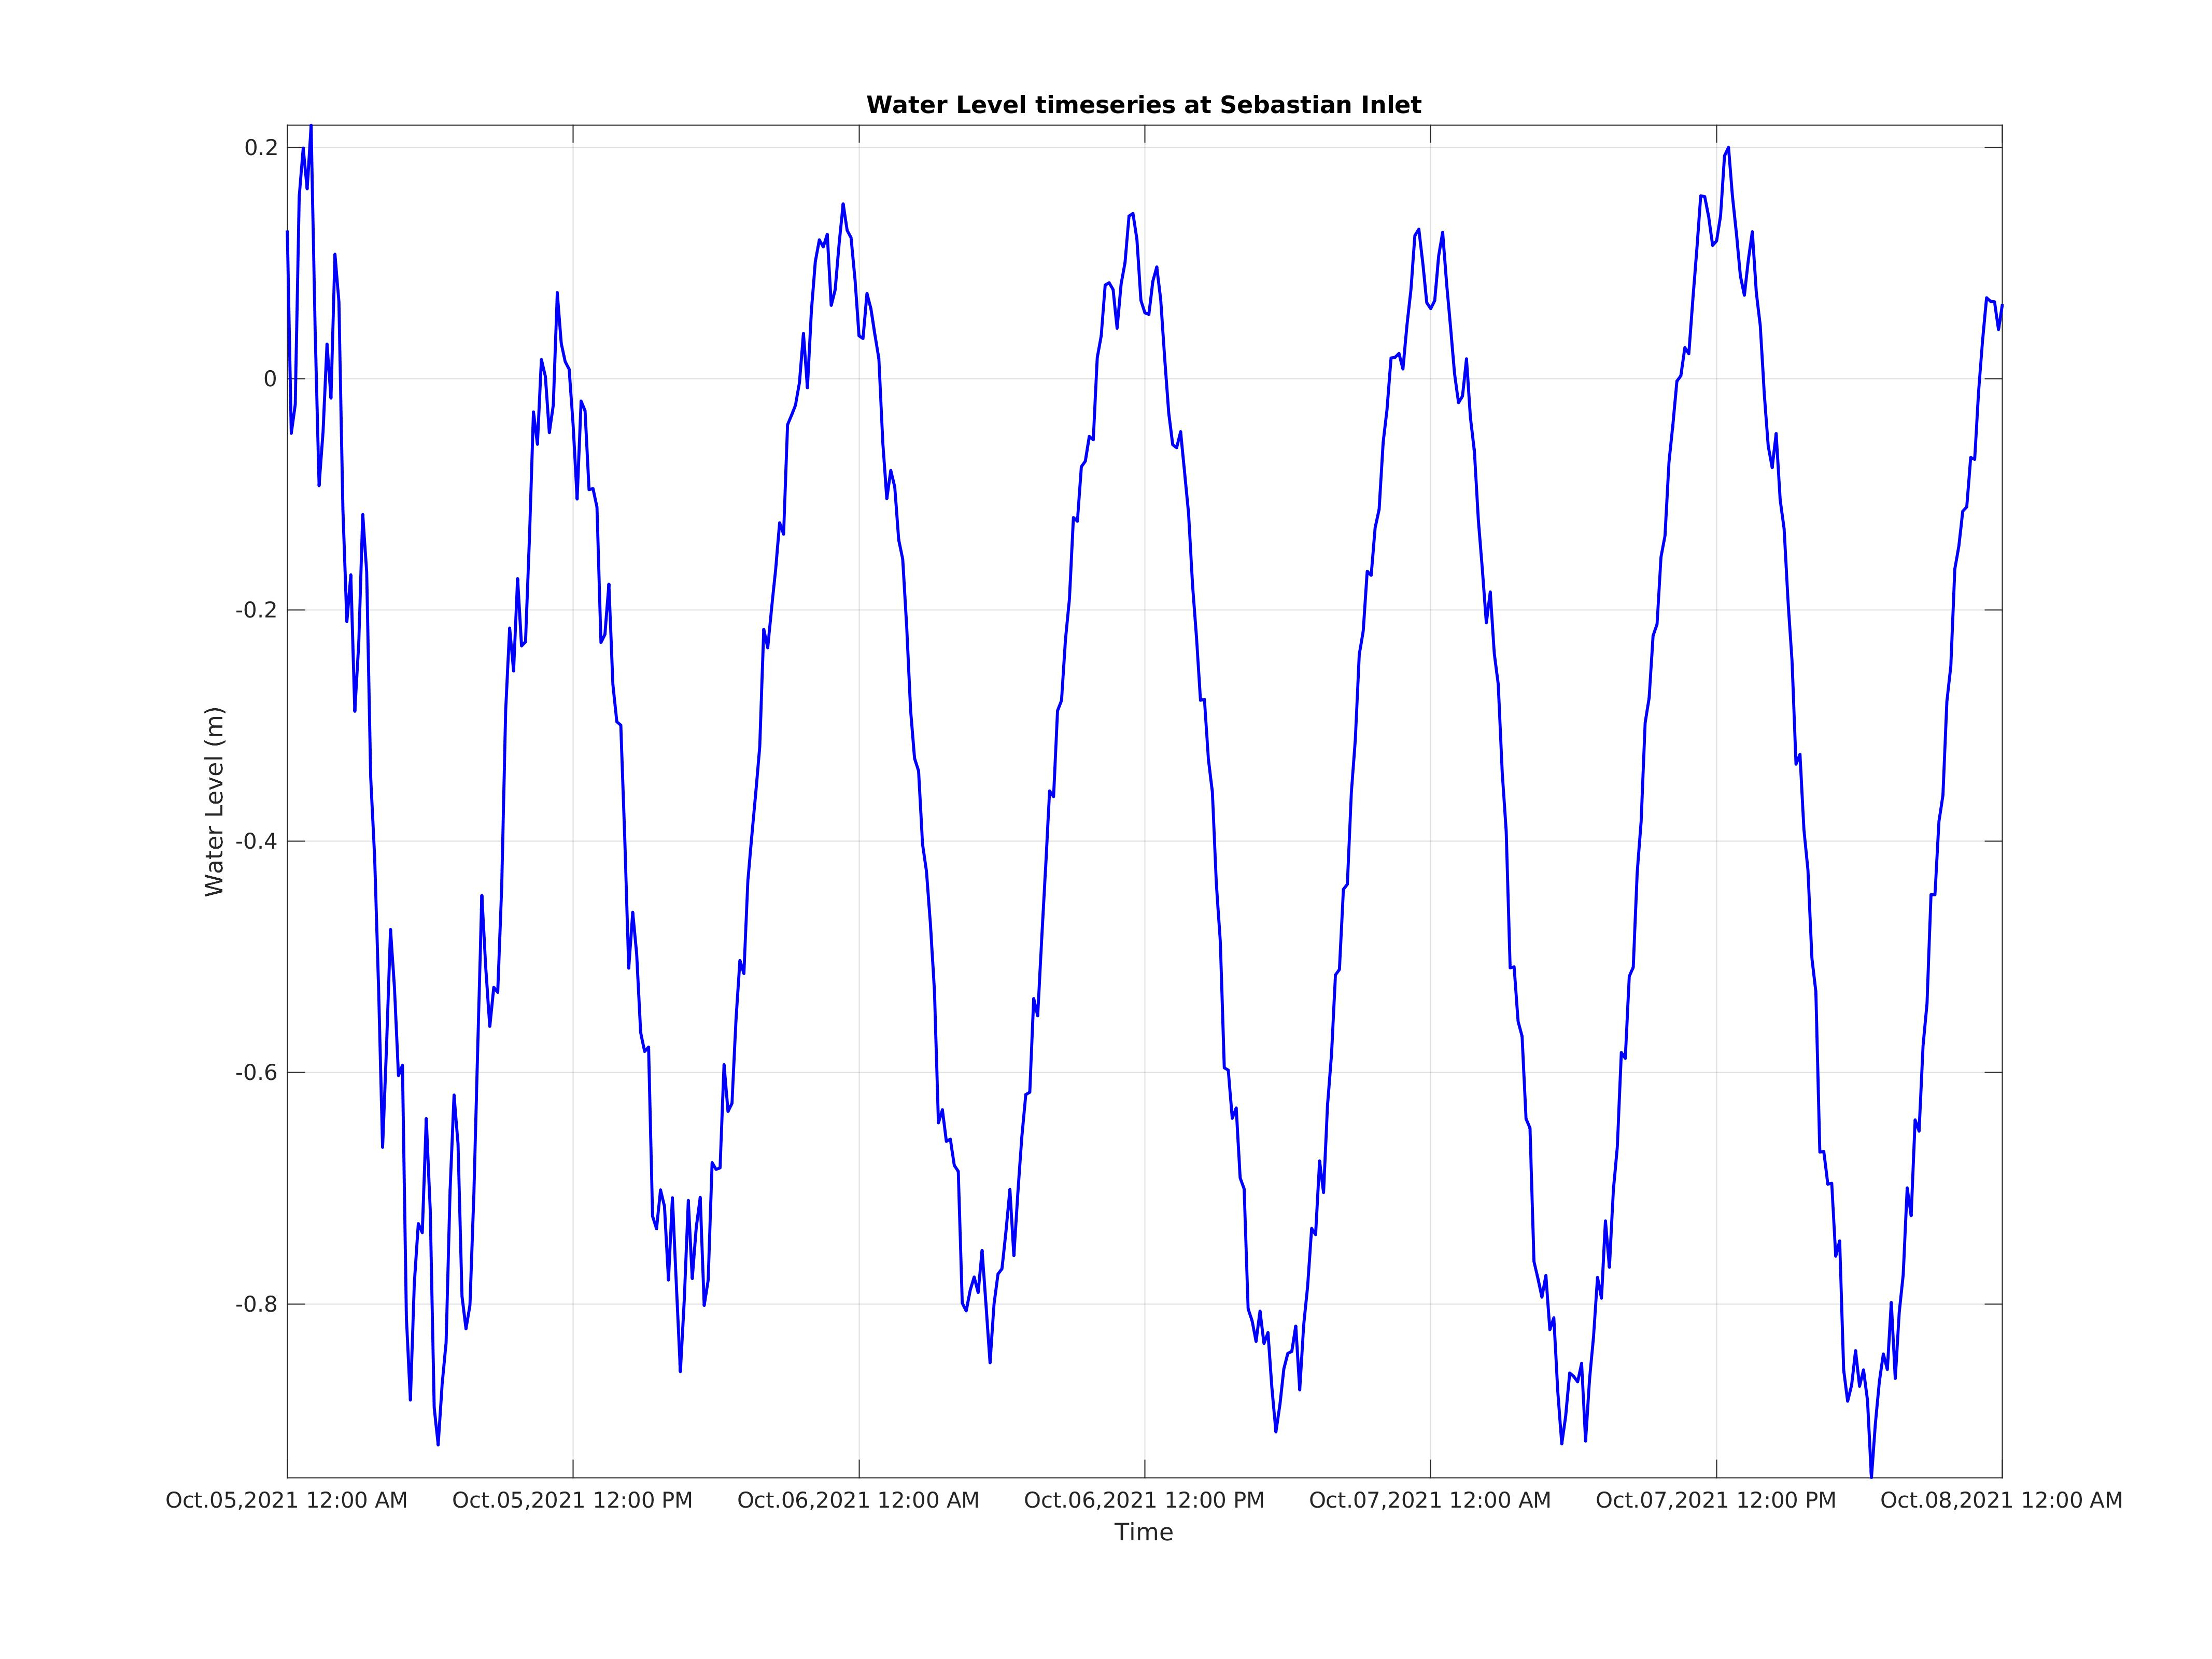 Water Level timeseries at Sebastian Inlet
0.2
0
-0.2
-0.4
-0.6
-0.8
Water Level (m)
Oct.05,2021 12:00 AM
Oct.05,2021 12:00 PM
Oct.06,2021 12:00 AM
Oct.06,2021 12:00 PM
Oct.07,2021 12:00 AM
Oct.07,2021 12:00 PM
Oct.08,2021 12:00 AM
Time